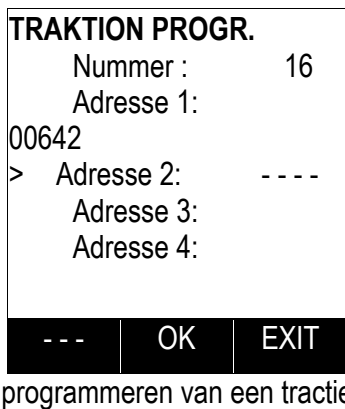 TRAKTION PROGR.
Nummer : 16
Adresse 1:
00642
> Adresse 2: - - - -
Adresse 3:
Adresse 4:
- - - OK EXIT
programmeren van een tractie